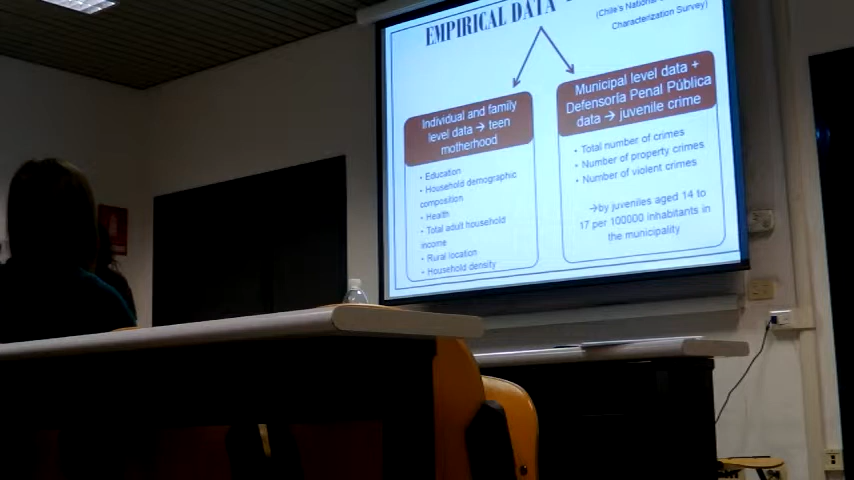 EMPIRICAL DATA
(Chile's National
Characterization Survey)
Individual and family
level data → teen
motherhood
• Education
• Household demographic
composition
• Health
• Total adult household
income
• Rural location
• Household density
Municipal level data +
Defensoría Penal Pública
data → juvenile crime
• Total number of crimes
• Number of property crimes
• Number of violent crimes
→by juveniles aged 14 to
17 per 100000 inhabitants in
the municipality